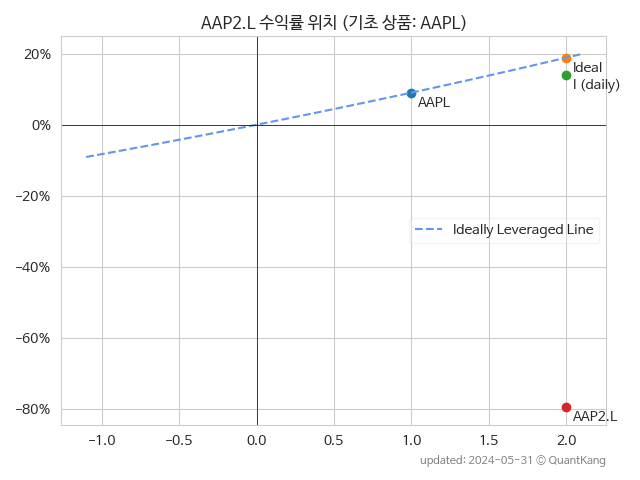 AAP2.L 수익률 위치 (기초 상품: AAPL)
20%
0%
−20%
−40%
−60%
−80%
Ideal
I (daily)
AAPL
Ideally Leveraged Line
AAP2.L
−1.0
−0.5
0.0
0.5
1.0
1.5
2.0
updated: 2024-05-31 © QuantKang